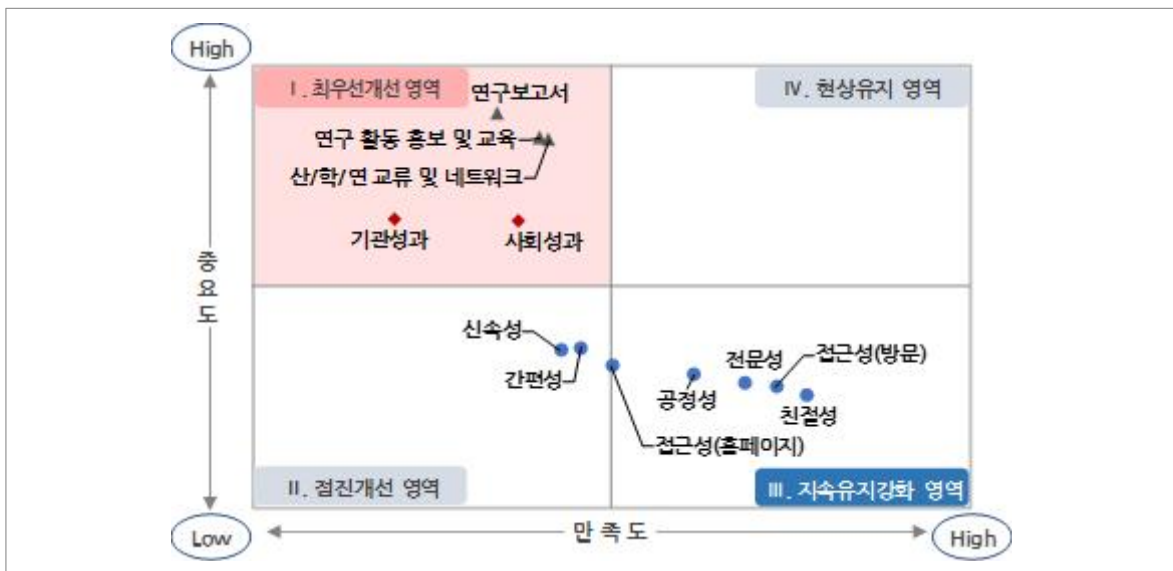 High
Ⅰ. 최우선개선 영역
연구보고서
Ⅳ. 현상유지 영역
연구 활동 홍보 및 교육
산/학/연 교류 및 네트워크
기관성과
사회성과
중요도
신속성
간편성
공정성
전문성
접근성(방문)
친절성
접근성(홈페이지)
Ⅱ. 점진개선 영역
Ⅲ. 지속유지강화 영역
Low
만족도
High